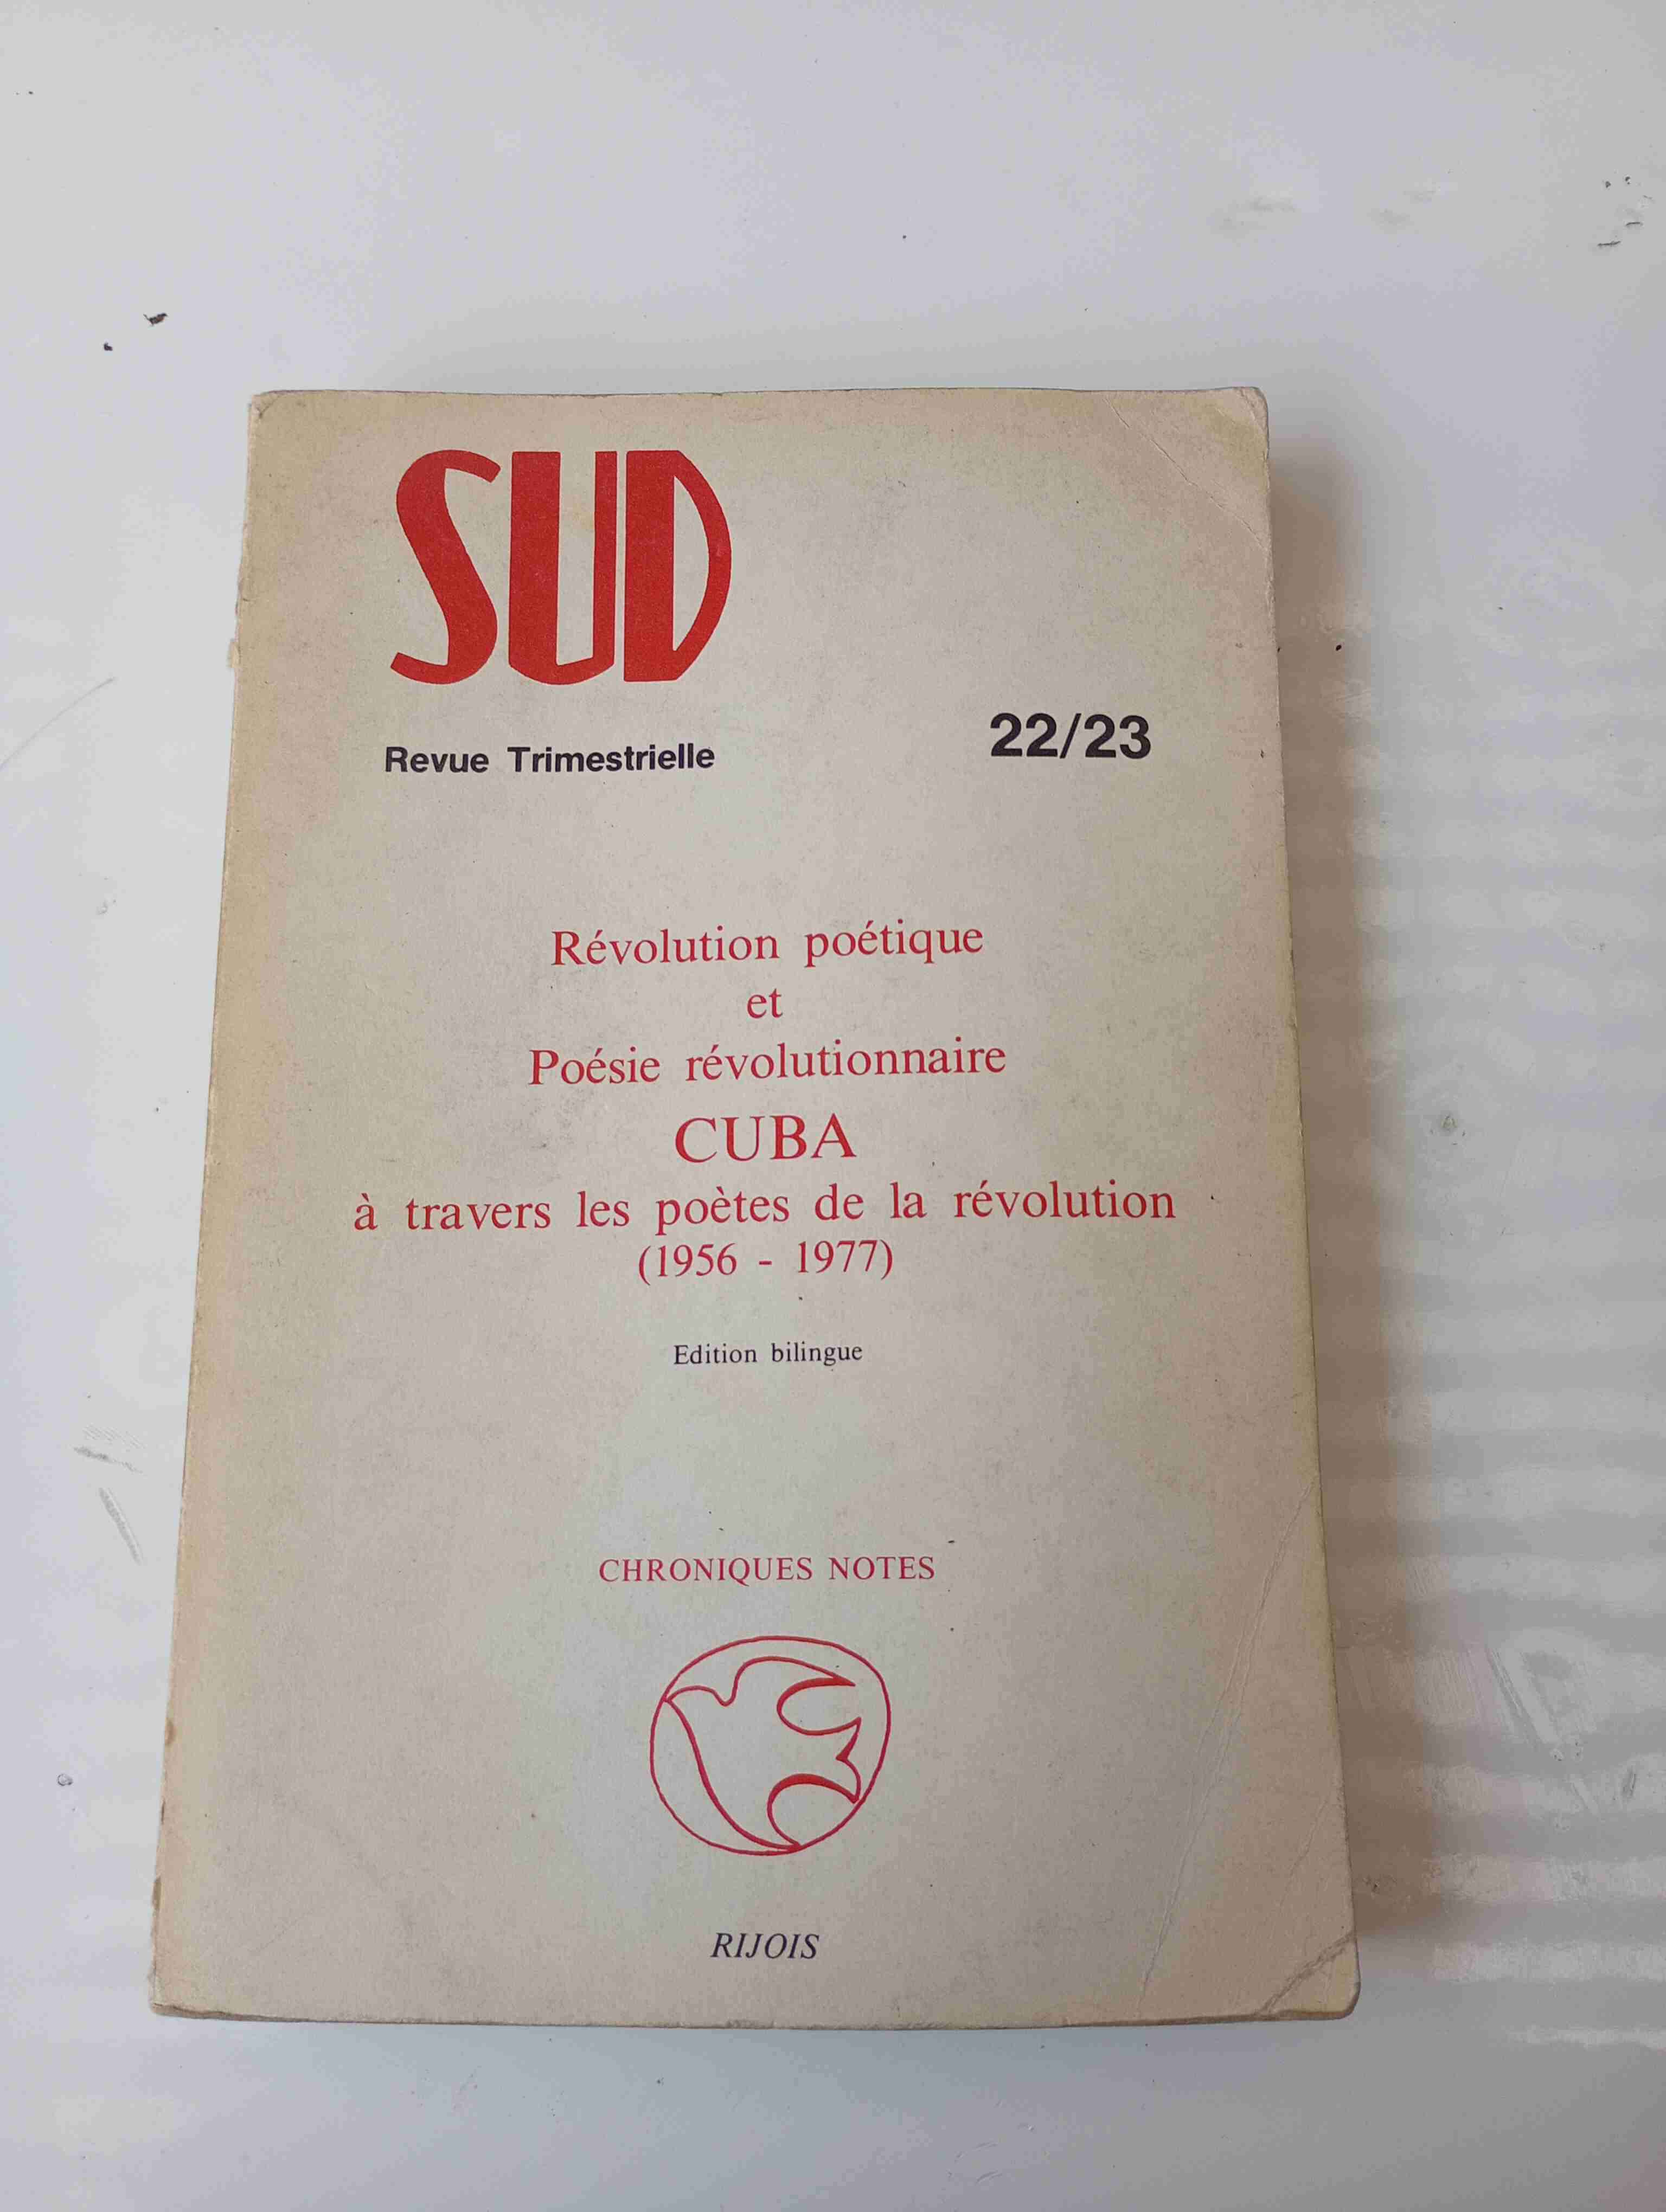 SUD
Revue Trimestrielle
22/23
Révolution poétique
et
Poésie révolutionnaire
CUBA
à travers les poètes de la révolution
(1956 - 1977)
Edition bilingue
CHRONIQUES NOTES
RIJOIS